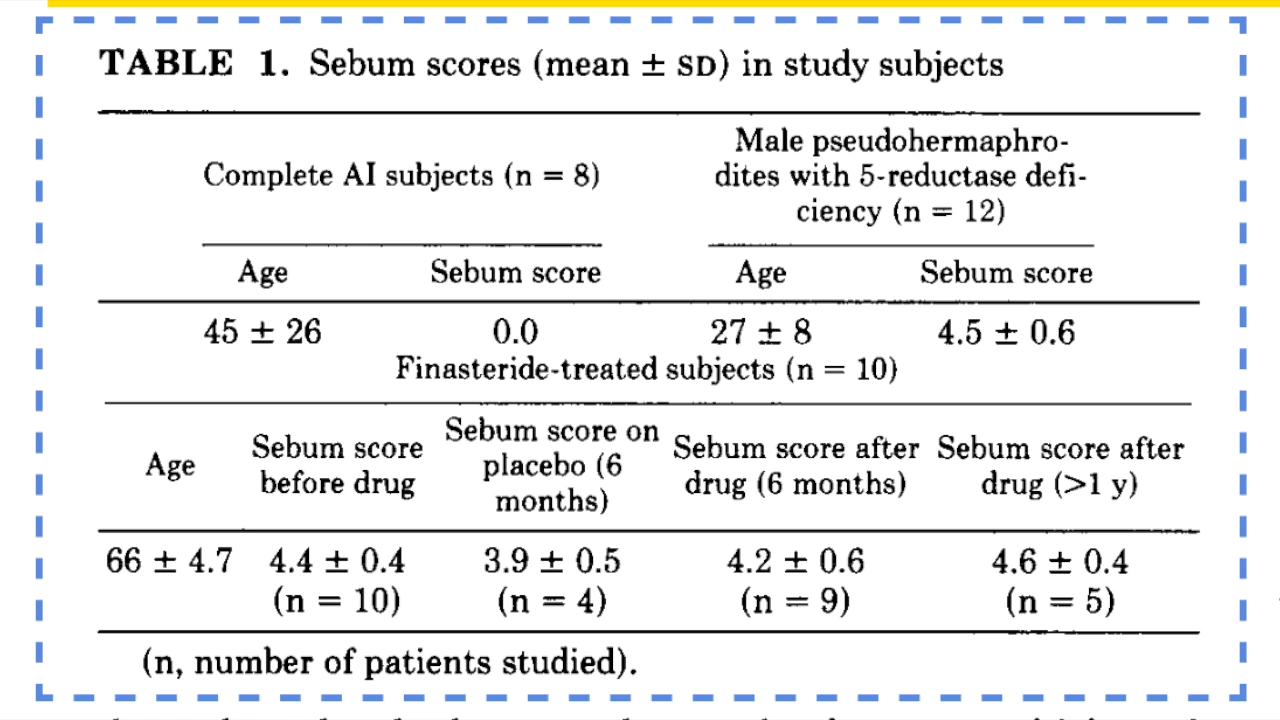 TABLE 1. Sebum scores (mean ± SD) in study subjects
Complete AI subjects (n = 8)
Male pseudohermaphro-
dites with 5-reductase defi-
ciency (n = 12)
Age Sebum score Age Sebum score
45 ± 26 0.0 27 ± 8 4.5 ± 0.6
Finasteride-treated subjects (n = 10)
Age
Sebum score
before drug
Sebum score on
placebo (6
months)
Sebum score after
drug (6 months)
Sebum score after
drug (>1 y)
66 ± 4.7 4.4 ± 0.4 3.9 ± 0.5 4.2 ± 0.6 4.6 ± 0.4
(n = 10) (n = 4) (n = 9) (n = 5)
(n, number of patients studied).